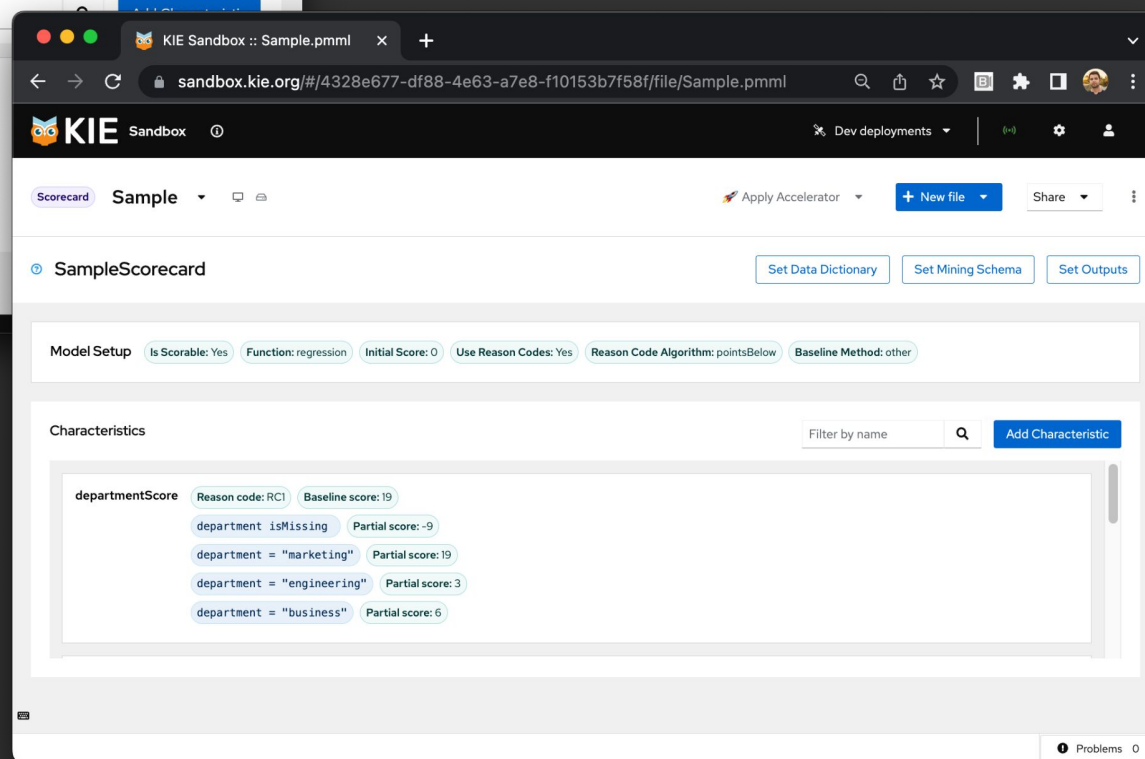 Add Characteristic
KIE Sandbox :: Sample.pmml
sandbox.kie.org/#/4328e677-df88-4e63-a7e8-f10153b7f58f/file/Sample.pmml
KIE Sandbox Dev deployments
Scorecard Sample Apply Accelerator + New file Share
SampleScorecard Set Data Dictionary Set Mining Schema Set Outputs
Model Setup Is Scorable: Yes Function: regression Initial Score: 0 Use Reason Codes: Yes Reason Code Algorithm: pointsBelow Baseline Method: other
Characteristics Filter by name Add Characteristic
departmentScore Reason code: RC1 Baseline score: 19
department isMissing Partial score: -9
department = "marketing" Partial score: 19
department = "engineering" Partial score: 3
department = "business" Partial score: 6
Problems 0